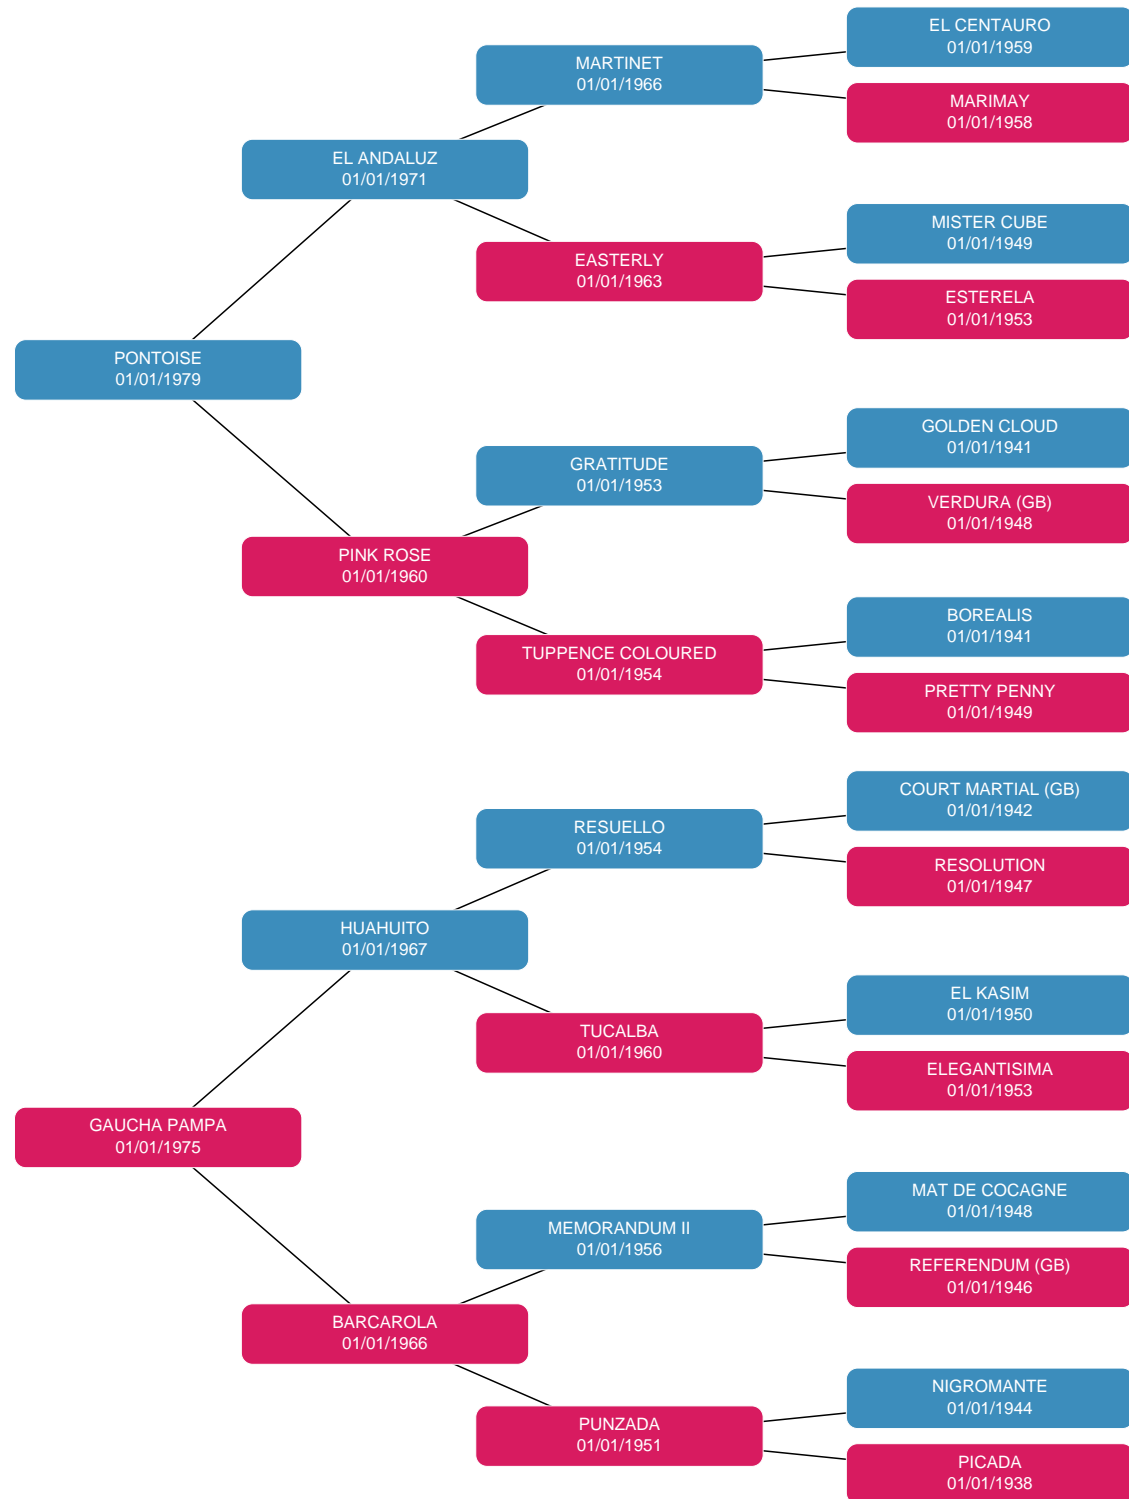 EL CENTAURO
01/01/1959
MARTINET
01/01/1966
MARIMAY
01/01/1958
EL ANDALUZ
01/01/1971
MISTER CUBE
01/01/1949
EASTERLY
01/01/1963
ESTERELA
01/01/1953
PONTOISE
01/01/1979
GOLDEN CLOUD
01/01/1941
GRATITUDE
01/01/1953
VERDURA (GB)
01/01/1948
PINK ROSE
01/01/1960
BOREALIS
01/01/1941
TUPPENCE COLOURED
01/01/1954
PRETTY PENNY
01/01/1949
COURT MARTIAL (GB)
01/01/1942
RESUELLO
01/01/1954
RESOLUTION
01/01/1947
HUAHUITO
01/01/1967
EL KASIM
01/01/1950
TUCALBA
01/01/1960
ELEGANTISIMA
01/01/1953
GAUCHA PAMPA
01/01/1975
MAT DE COCAGNE
01/01/1948
MEMORANDUM II
01/01/1956
REFERENDUM (GB)
01/01/1946
BARCAROLA
01/01/1966
NIGROMANTE
01/01/1944
PUNZADA
01/01/1951
PICADA
01/01/1938